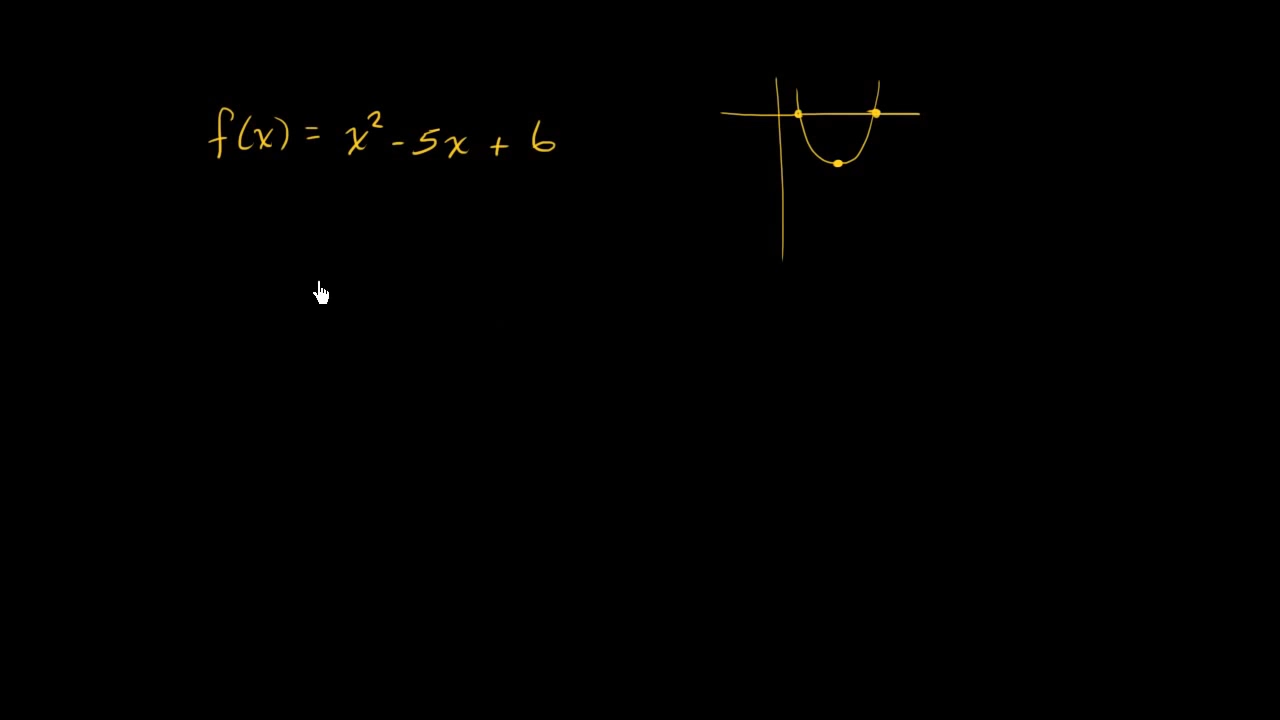 f(x) = x² - 5x + 6